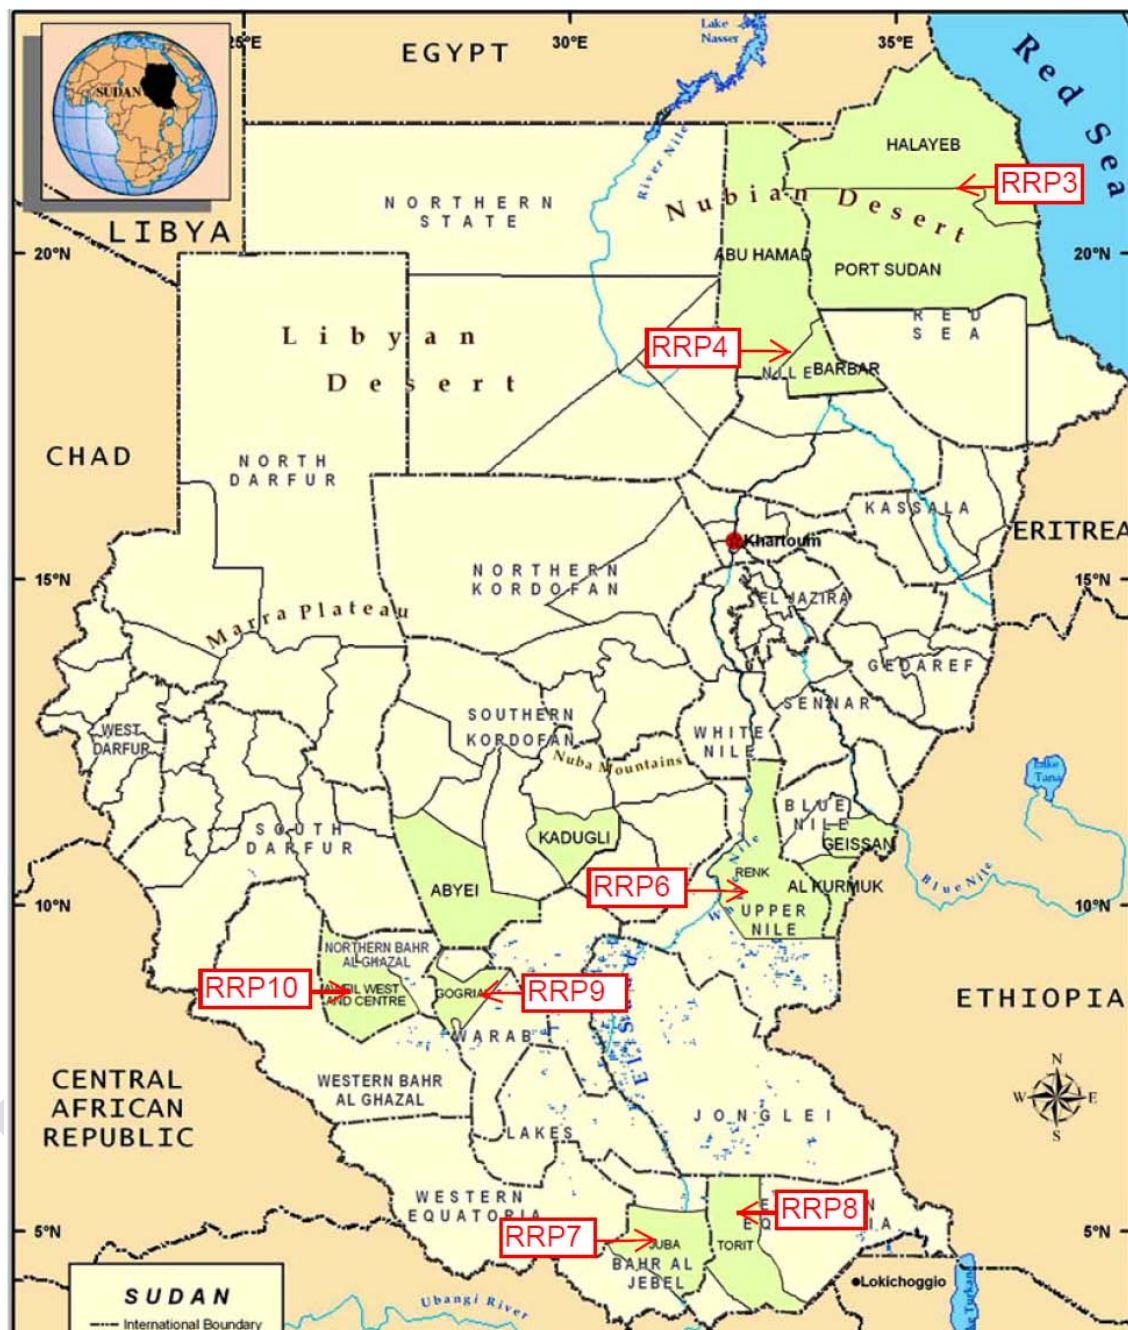 25°E
30°E
35°E
EGYPT
Lake
Nasser
Red Sea
SUDAN
HALAYEB
RRP3
River Nile
NORTHERN
STATE
Nubian Desert
LIBYA
20°N
20°N
ABU HAMAD
PORT SUDAN
RED
SEA
Libyan
Desert
RRP4
NILE
BARBAR
CHAD
NORTH
DARFUR
KASSALA
ERITREA
Khartoum
NORTHERN
KORDOFAN
15°N
15°N
EL JAZIRA
Marra Plateau
GEDAREF
SENNAR
SOUTHERN
KORDOFAN
WHITE
NILE
WEST
DARFUR
Nuba Mountains
Lake
Tana
BLUE
NILE
SOUTH
DARFUR
KADUGLI
GEISSAN
RENK
ABYEI
RRP6
AL KURMUK
Blue Nile
White Nile
10°N
10°N
UPPER
NILE
NORTHERN BAHR
AL GHAZAL
RRP10
WEST
AND CENTRE
GOGRIAL
RRP9
ETHIOPIA
WARAB
CENTRAL
AFRICAN
REPUBLIC
WESTERN BAHR
AL GHAZAL
N
W E
S
JONGLEI
LAKES
WESTERN
EQUATORIA
RRP8
RRP7
5°N
5°N
JUBA
TORIT
BAHR AL
JEBEL
Lokichoggio
SUDAN
International Boundary
Ubangi River